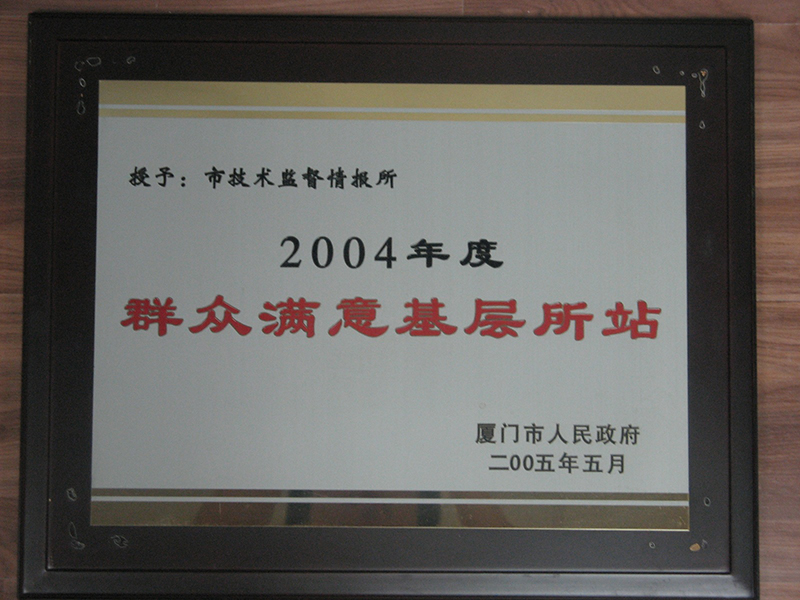 授予：市技术监督情报所
2004年度
群众满意基层所站
厦门市人民政府
二00五年五月